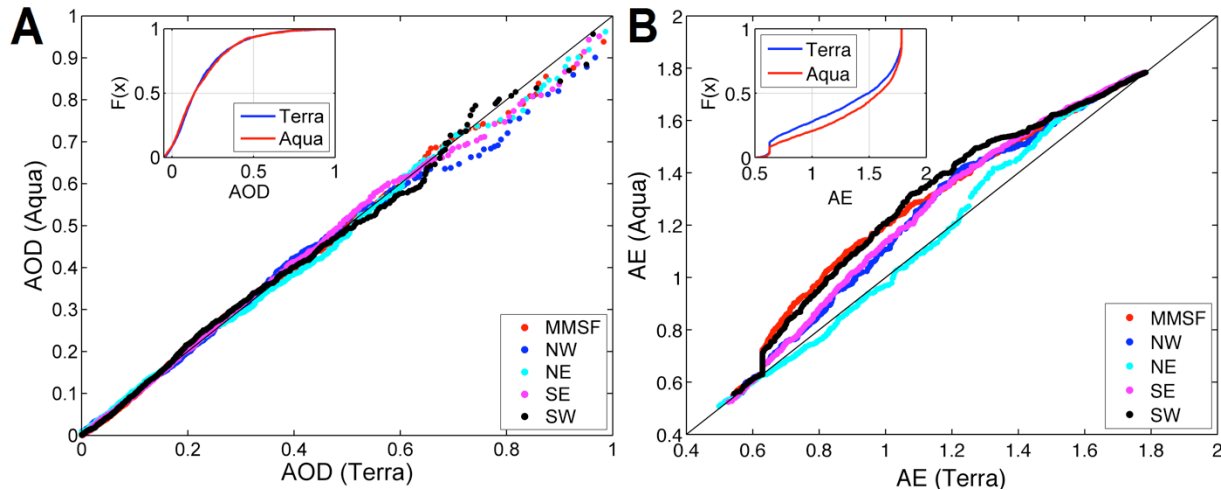 A
AOD (Aqua)
1
0.9
0.8
0.7
0.6
0.5
0.4
0.3
0.2
0.1
0
0 0.2 0.4 0.6 0.8 1
AOD (Terra)
F(x)
1
0.5
0
0 0.5 1
AOD
Terra
Aqua
MMSF
NW
NE
SE
SW
B
AE (Aqua)
2
1.8
1.6
1.4
1.2
1
0.8
0.6
0.4
0.4 0.6 0.8 1 1.2 1.4 1.6 1.8 2
AE (Terra)
F(x)
1
0.5
0
0.5 1 1.5 2
AE
Terra
Aqua
MMSF
NW
NE
SE
SW